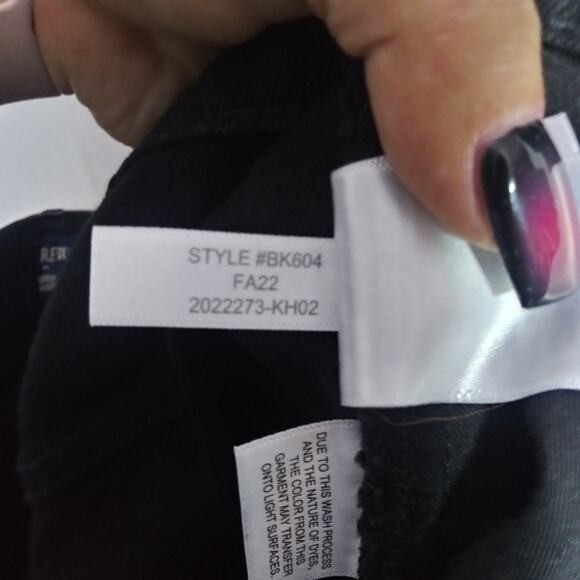 STYLE #BK604
FA22
2022273-KH02
DUE TO THIS WASH PROCESS
AND THE NATURE OF DYES,
THE COLOR FROM THIS
GARMENT MAY TRANSFER
ONTO LIGHT SURFACES.